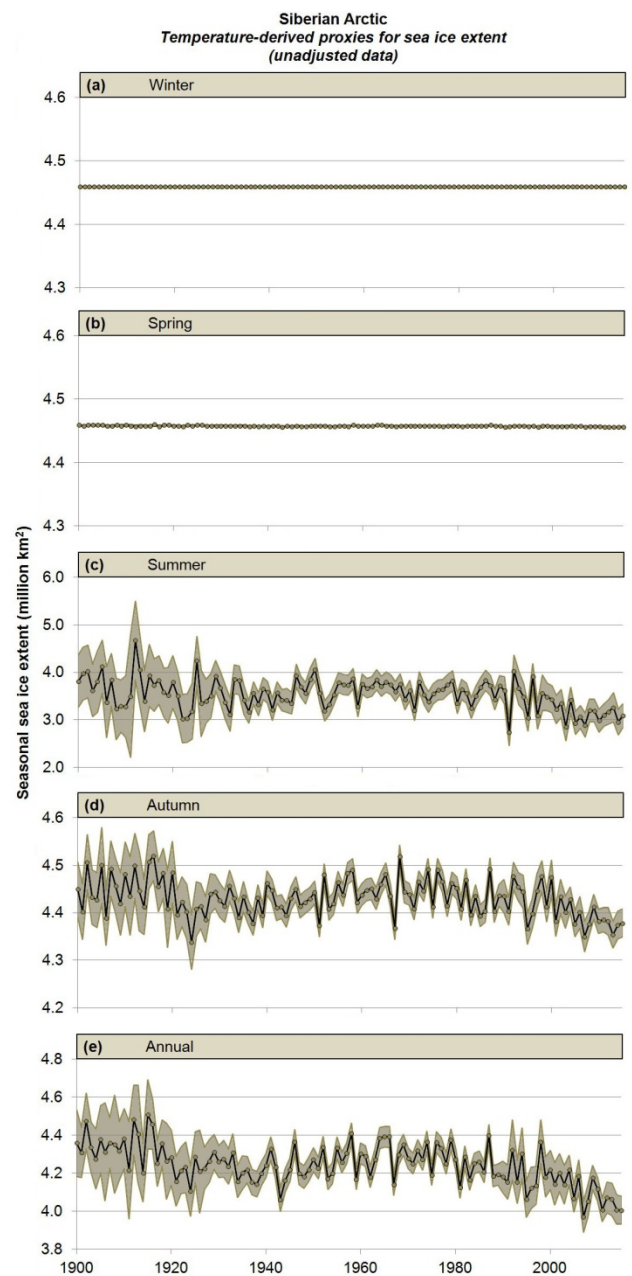 Siberian Arctic
Temperature-derived proxies for sea ice extent
(unadjusted data)
Seasonal sea ice extent (million km²)
(a) Winter
4.6
4.5
4.4
4.3
(b) Spring
4.6
4.5
4.4
4.3
(c) Summer
6.0
5.0
4.0
3.0
2.0
(d) Autumn
4.6
4.5
4.4
4.3
4.2
(e) Annual
4.8
4.6
4.4
4.2
4.0
3.8
1900 1920 1940 1960 1980 2000